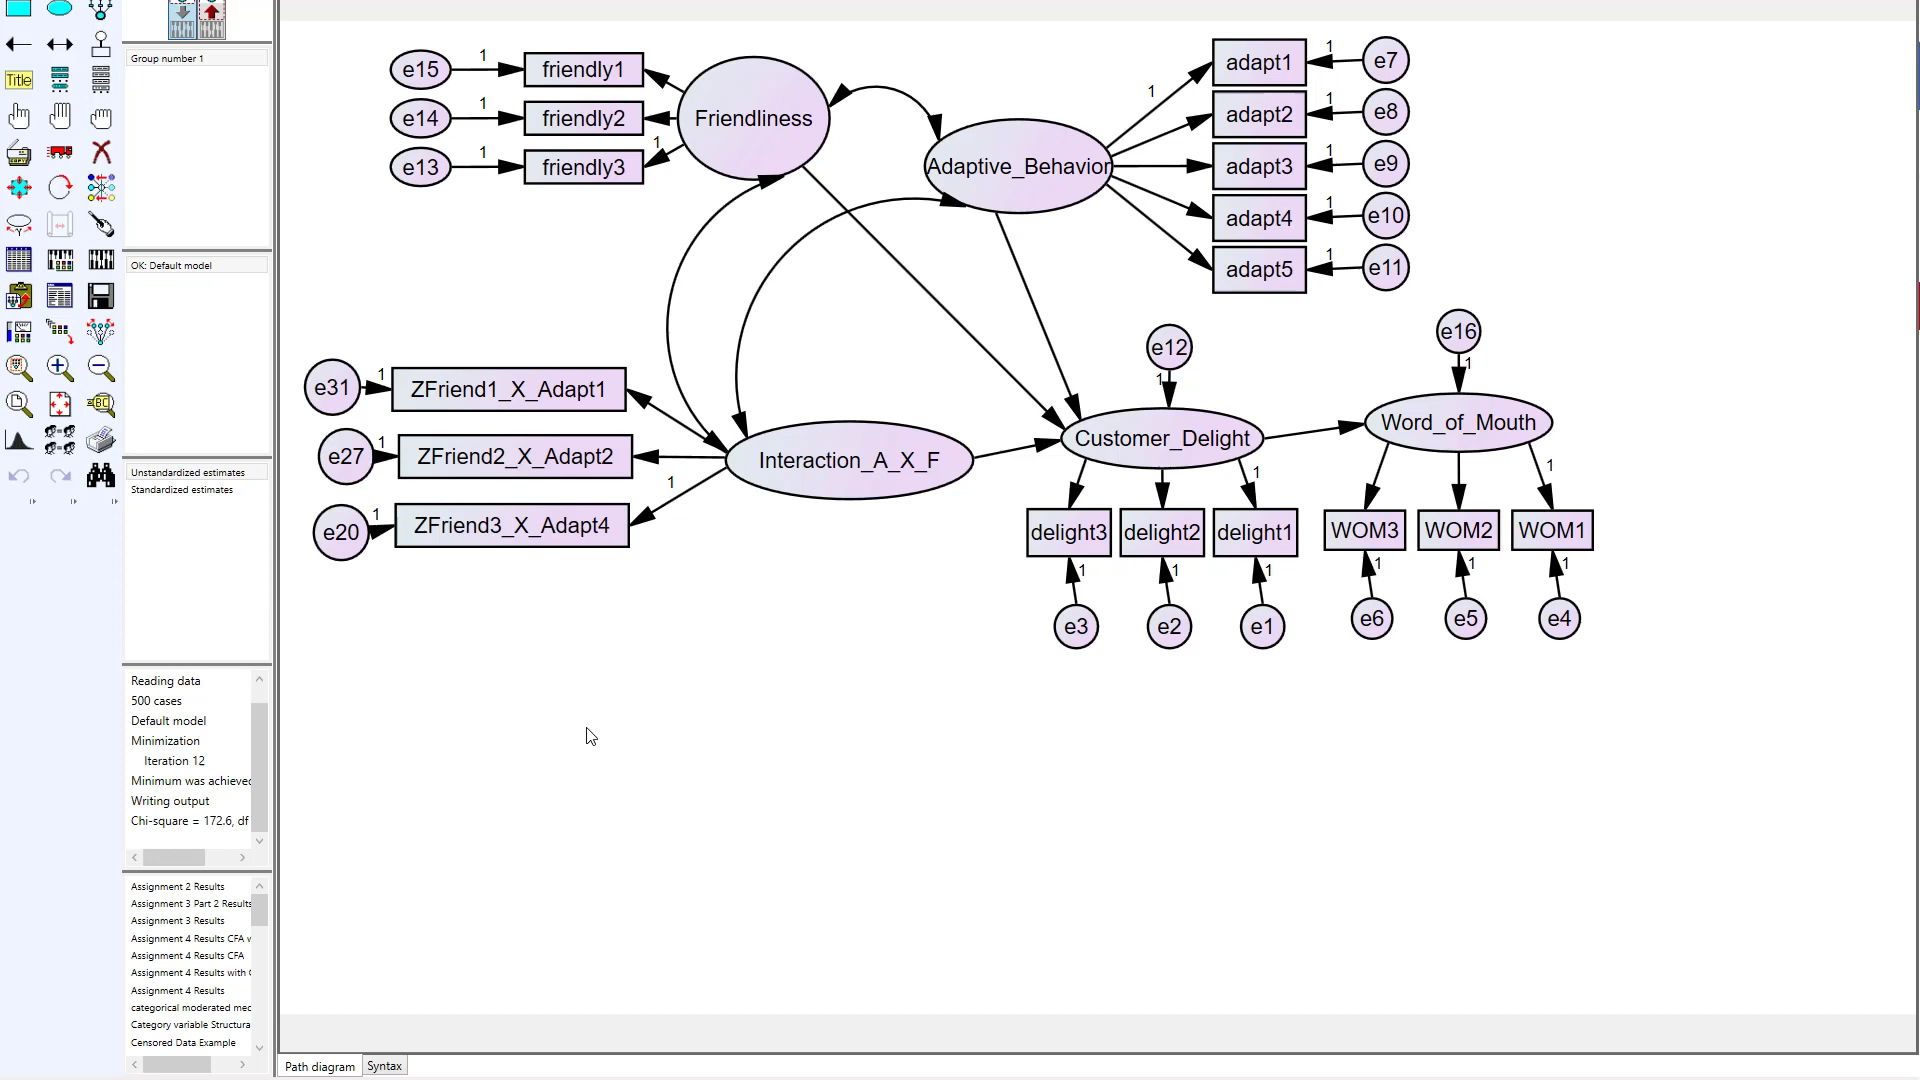 Title
Group number 1
OK: Default model
Unstandardized estimates
Standardized estimates
Reading data
500 cases
Default model
Minimization
Iteration 12
Minimum was achieved
Writing output
Chi-square = 172.6, df
Assignment 2 Results
Assignment 3 Part 2 Results
Assignment 3 Results
Assignment 4 Results CFA w
Assignment 4 Results CFA
Assignment 4 Results with
Assignment 4 Results
categorical moderated med
Category variable Structura
Censored Data Example
e15
1
friendly1
e14
1
friendly2
e13
1
friendly3
1
Friendliness
Adaptive_Behavior
1
adapt1
1
e7
adapt2
1
e8
adapt3
1
e9
adapt4
1
e10
adapt5
1
e11
e31
1
ZFriend1_X_Adapt1
e27
1
ZFriend2_X_Adapt2
e20
1
ZFriend3_X_Adapt4
1
Interaction_A_X_F
e12
1
Customer_Delight
1
delight3
delight2
delight1
1
1
1
e3
e2
e1
e16
1
Word_of_Mouth
1
WOM3
WOM2
WOM1
1
1
1
e6
e5
e4
Path diagram
Syntax